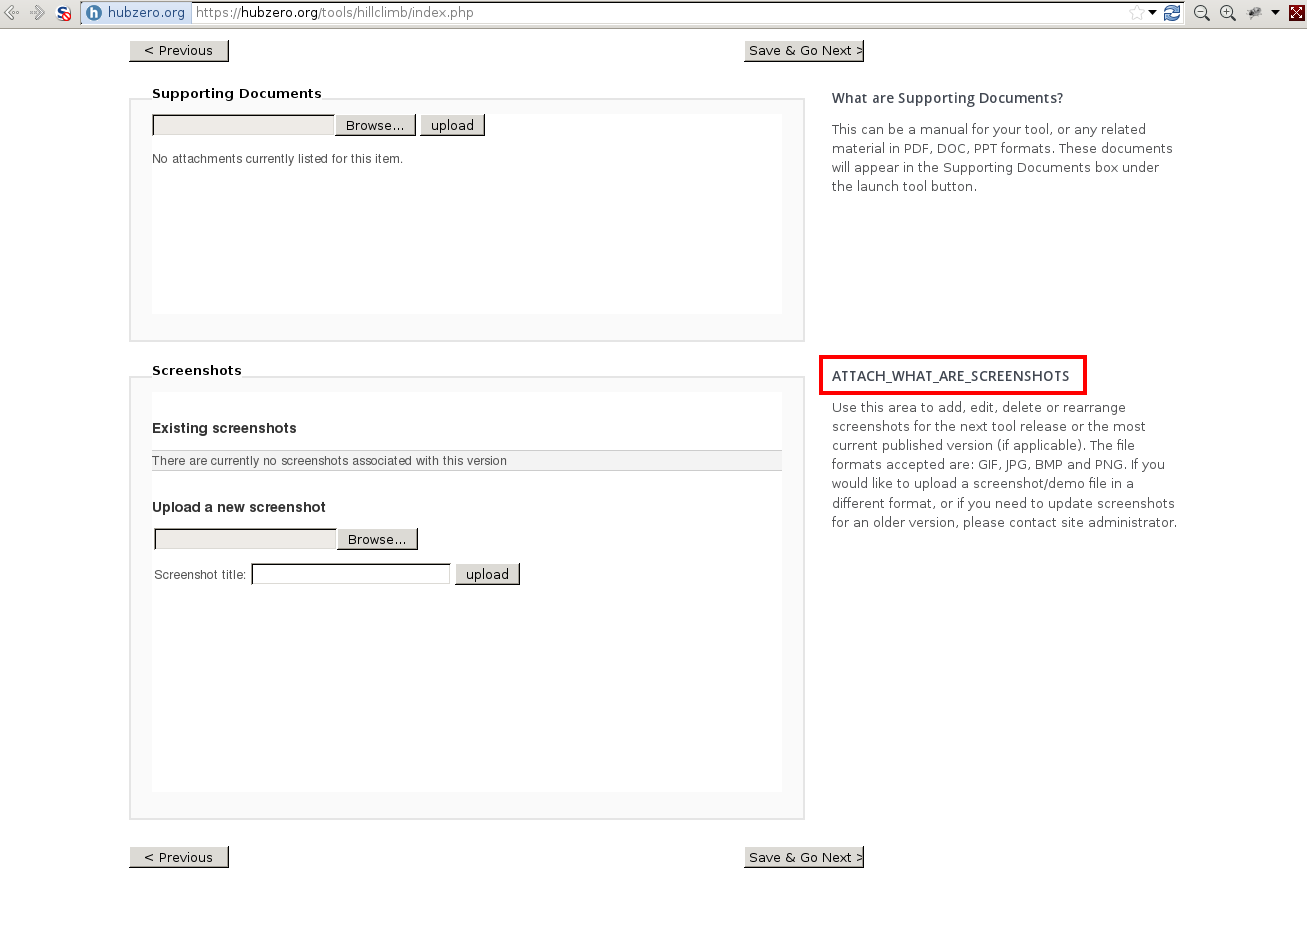 hubzero.org https://hubzero.org/tools/hillclimb/index.php
< Previous
Save & Go Next >
Supporting Documents
Browse... upload
No attachments currently listed for this item.
What are Supporting Documents?
This can be a manual for your tool, or any related
material in PDF, DOC, PPT formats. These documents
will appear in the Supporting Documents box under
the launch tool button.
Screenshots
Existing screenshots
There are currently no screenshots associated with this version
Upload a new screenshot
Browse...
Screenshot title: upload
ATTACH_WHAT_ARE_SCREENSHOTS
Use this area to add, edit, delete or rearrange
screenshots for the next tool release or the most
current published version (if applicable). The file
formats accepted are: GIF, JPG, BMP and PNG. If you
would like to upload a screenshot/demo file in a
different format, or if you need to update screenshots
for an older version, please contact site administrator.
< Previous
Save & Go Next >